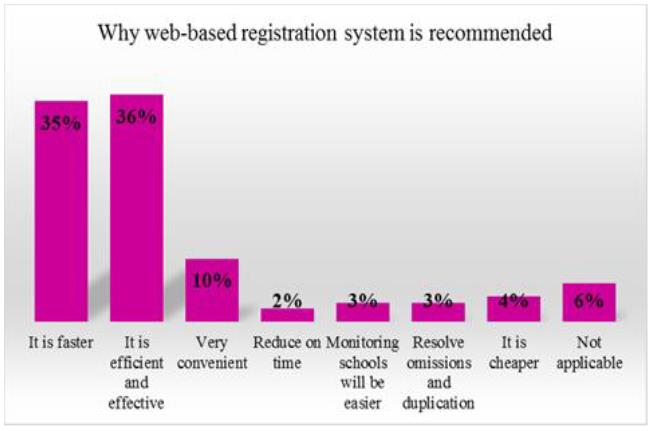 Why web-based registration system is recommended
35%
36%
10%
2%
3%
3%
4%
6%
It is faster
It is
efficient
and
effective
Very
convenient
Reduce on
time
Monitoring
schools
will be
easier
Resolve
omissions
and
duplication
It is
cheaper
Not
applicable